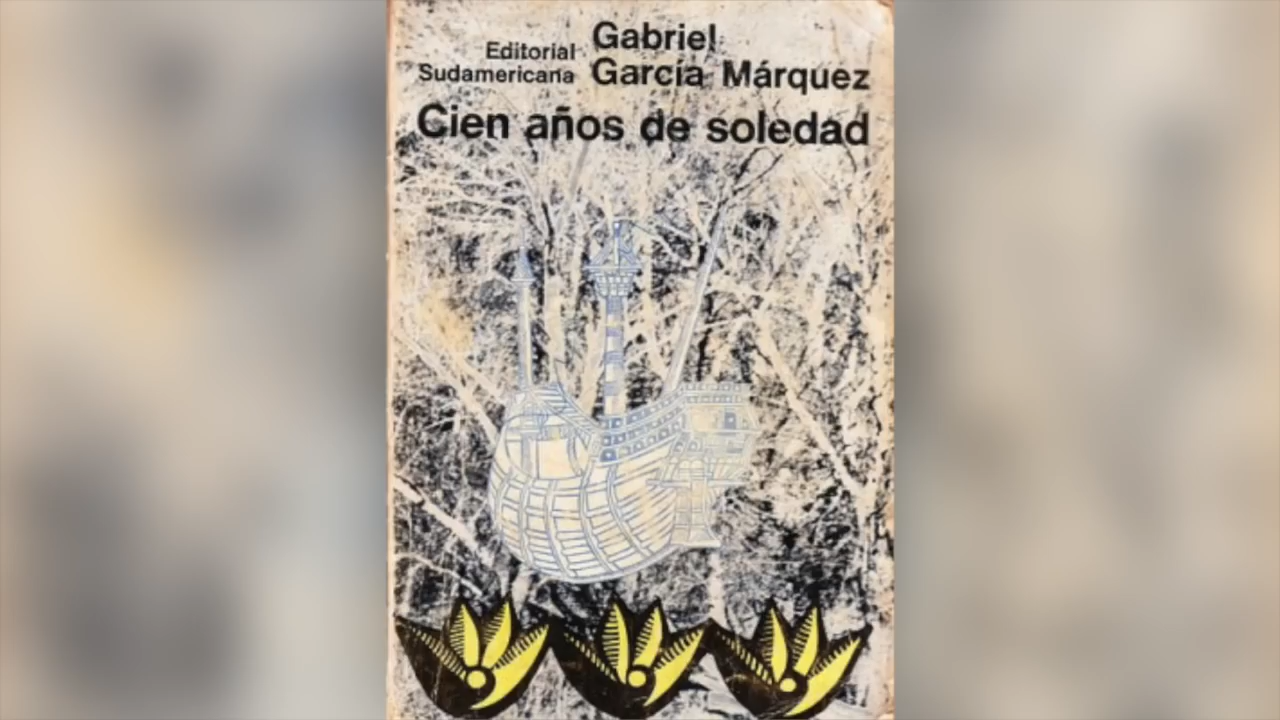 Editorial
Sudamericana
Gabriel
García Márquez
Cien años de soledad